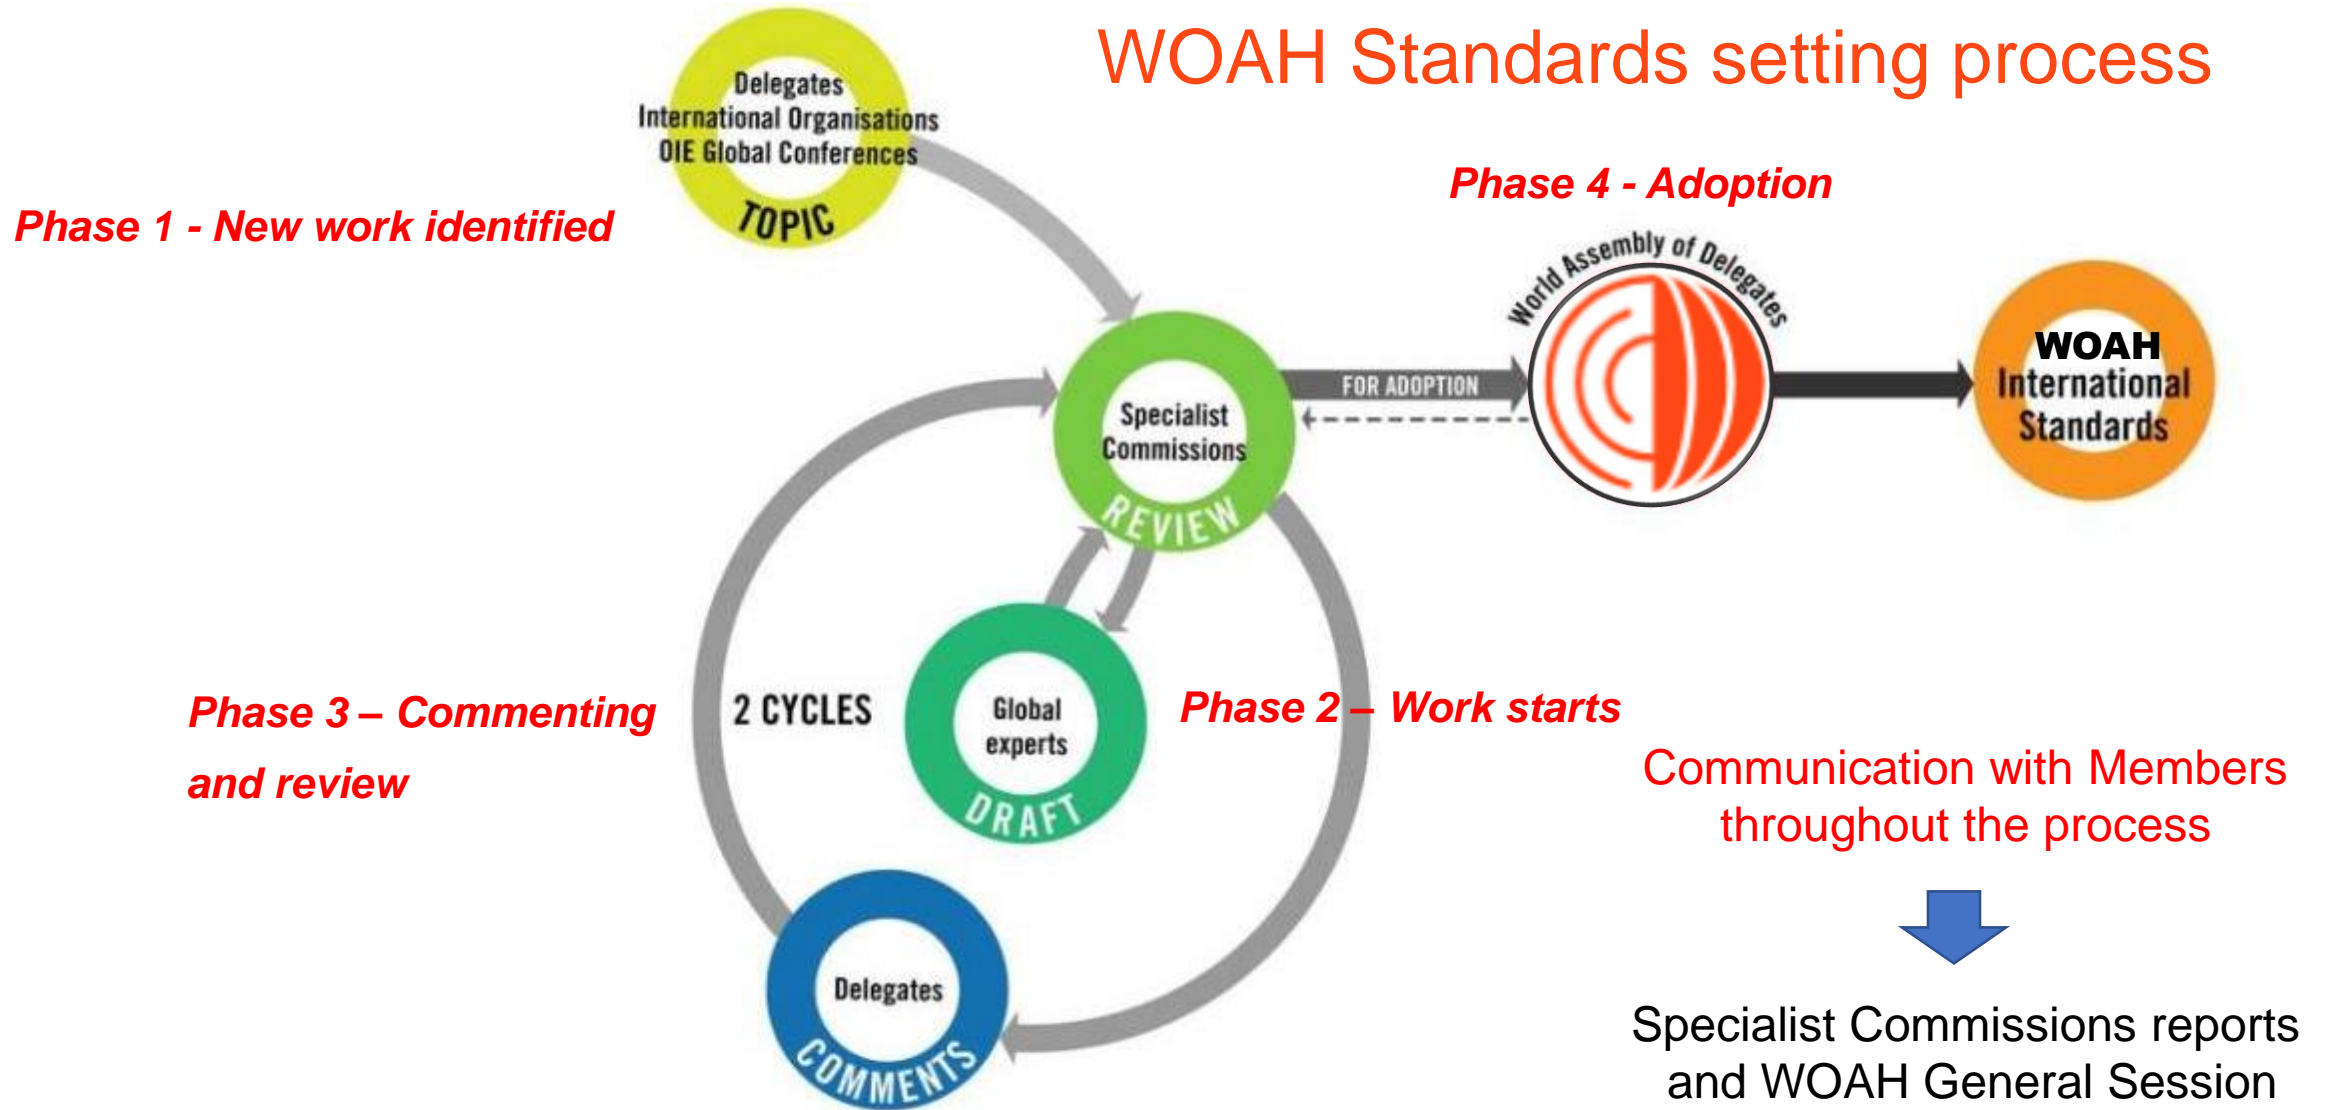 WOAH Standards setting process
Delegates
International Organisations
OIE Global Conferences
TOPIC
Phase 1 - New work identified
Phase 4 - Adoption
World Assembly of Delegates
WOAH
International
Standards
FOR ADOPTION
Specialist
Commissions
REVIEW
Phase 3 – Commenting
and review
2 CYCLES
Global
experts
DRAFT
Phase 2 – Work starts
Communication with Members
throughout the process
Delegates
COMMENTS
Specialist Commissions reports
and WOAH General Session